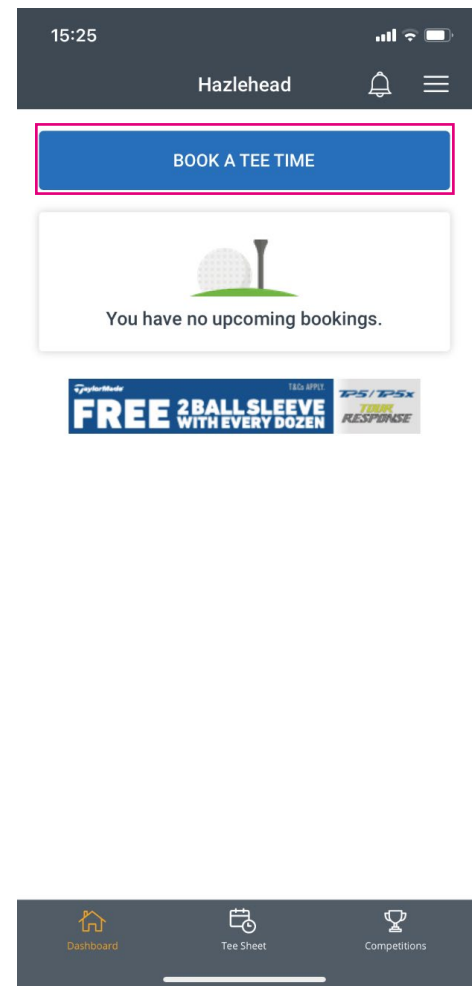 15:25
Hazlehead
BOOK A TEE TIME
You have no upcoming bookings.
TaylorMade
T&Cs APPLY.
FREE 2 BALL SLEEVE
WITH EVERY DOZEN
TP5/TP5x
TOUR
RESPONSE
Dashboard
Tee Sheet
Competitions